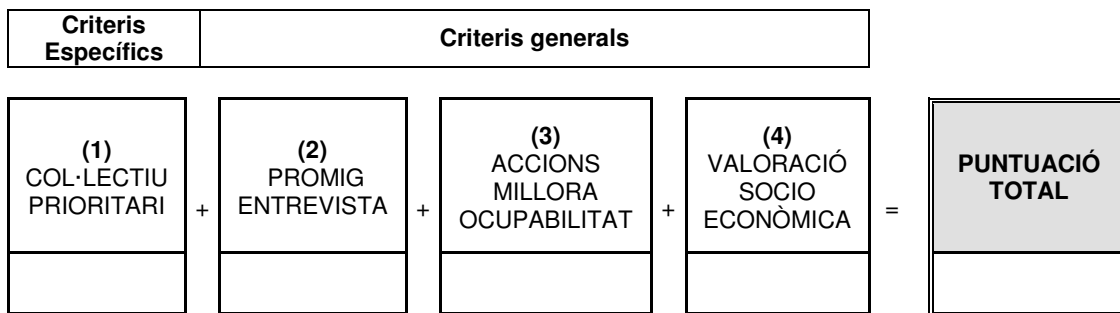 Criteris
Específics
Criteris generals
(1)
COL·LECTIU
PRIORITARI
+
(2)
PROMIG
ENTREVISTA
+
(3)
ACCIONS
MILLORA
OCUPABILITAT
+
(4)
VALORACIÓ
SOCIO
ECONÒMICA
=
PUNTUACIÓ
TOTAL